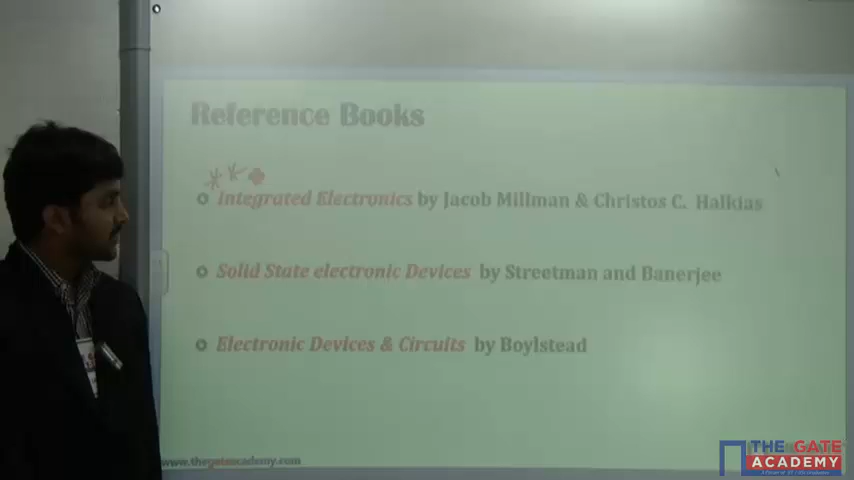 Reference Books
Integrated Electronics by Jacob Millman & Christos C. Halkias
Solid State electronic Devices by Streetman and Banerjee
Electronic Devices & Circuits by Boylstead
www.thegateacademy.com
THE GATE
ACADEMY